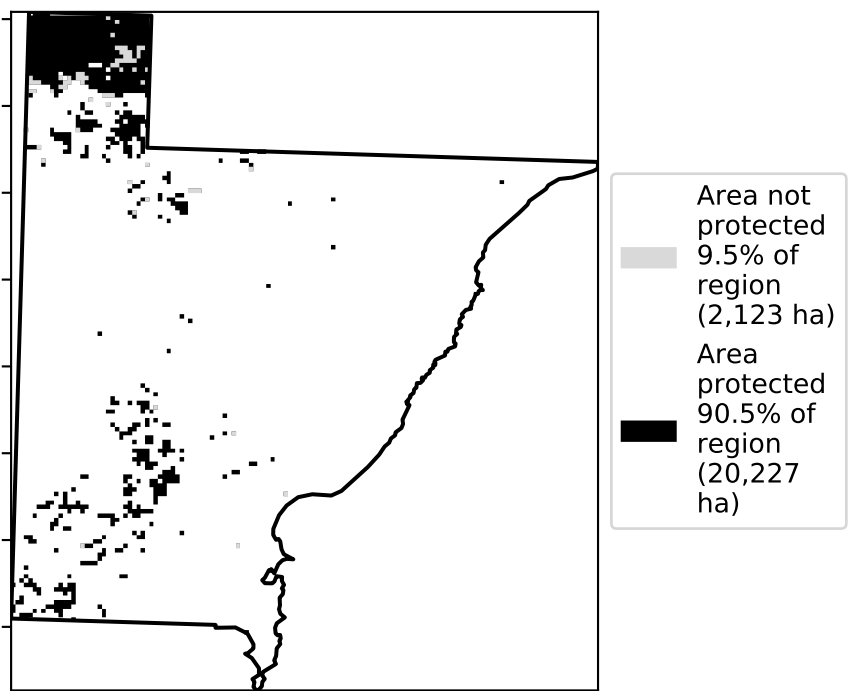 Area not
protected
9.5% of
region
(2,123 ha)
Area
protected
90.5% of
region
(20,227
ha)